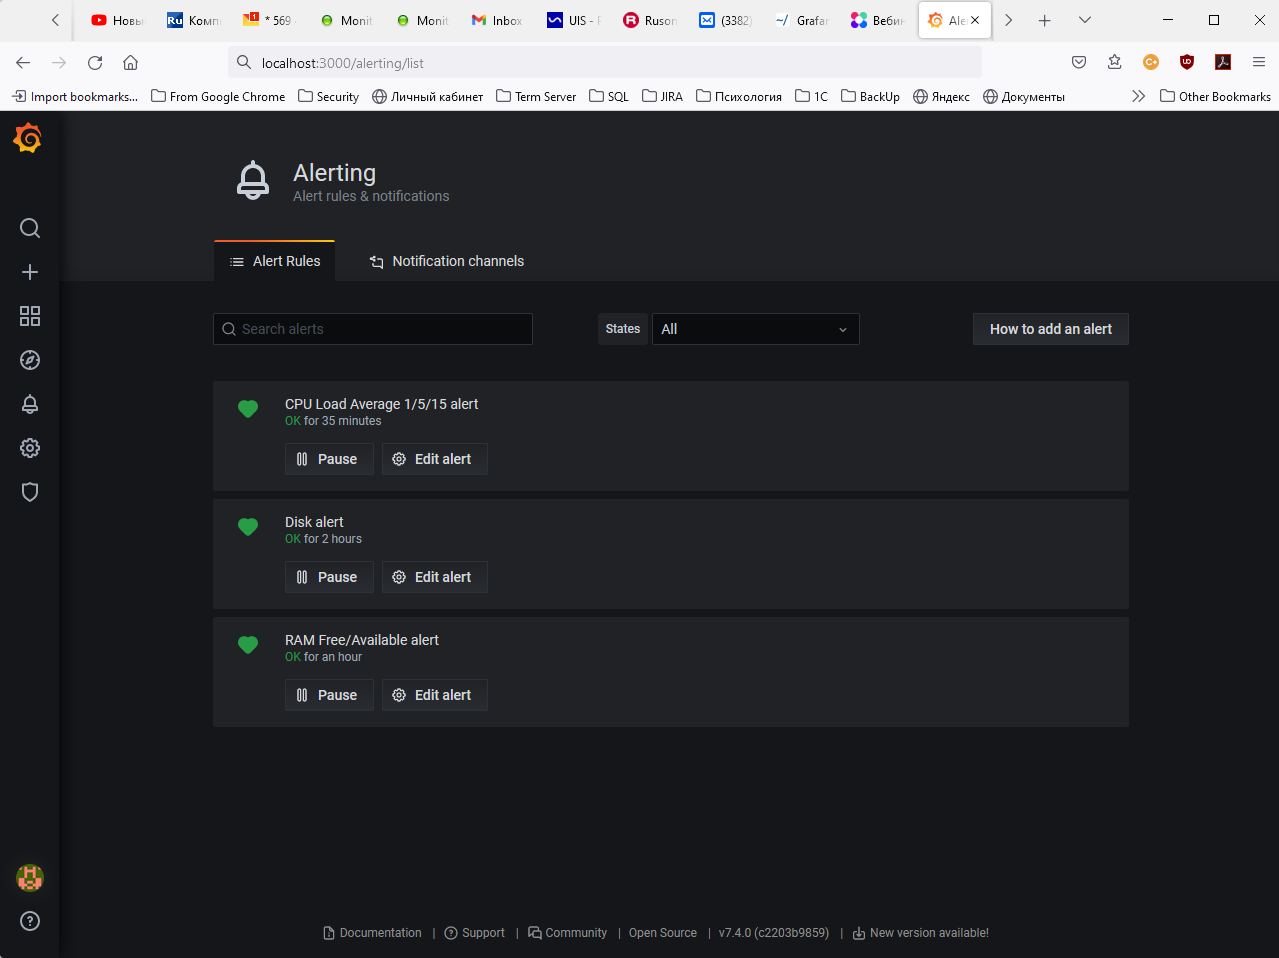 Новы
Ru Комп
1 * 569
Monit
Monit
Inbox
UIS - F
R Ruson
(3382)
~/ Grafan
Вебин
Ale
localhost:3000/alerting/list
Import bookmarks... From Google Chrome Security Личный кабинет Term Server SQL JIRA Психология 1C BackUp Яндекс Документы Other Bookmarks
Alerting
Alert rules & notifications
Alert Rules Notification channels
Search alerts States All How to add an alert
CPU Load Average 1/5/15 alert
OK for 35 minutes
Pause Edit alert
Disk alert
OK for 2 hours
Pause Edit alert
RAM Free/Available alert
OK for an hour
Pause Edit alert
Documentation | Support | Community | Open Source | v7.4.0 (c2203b9859) | New version available!